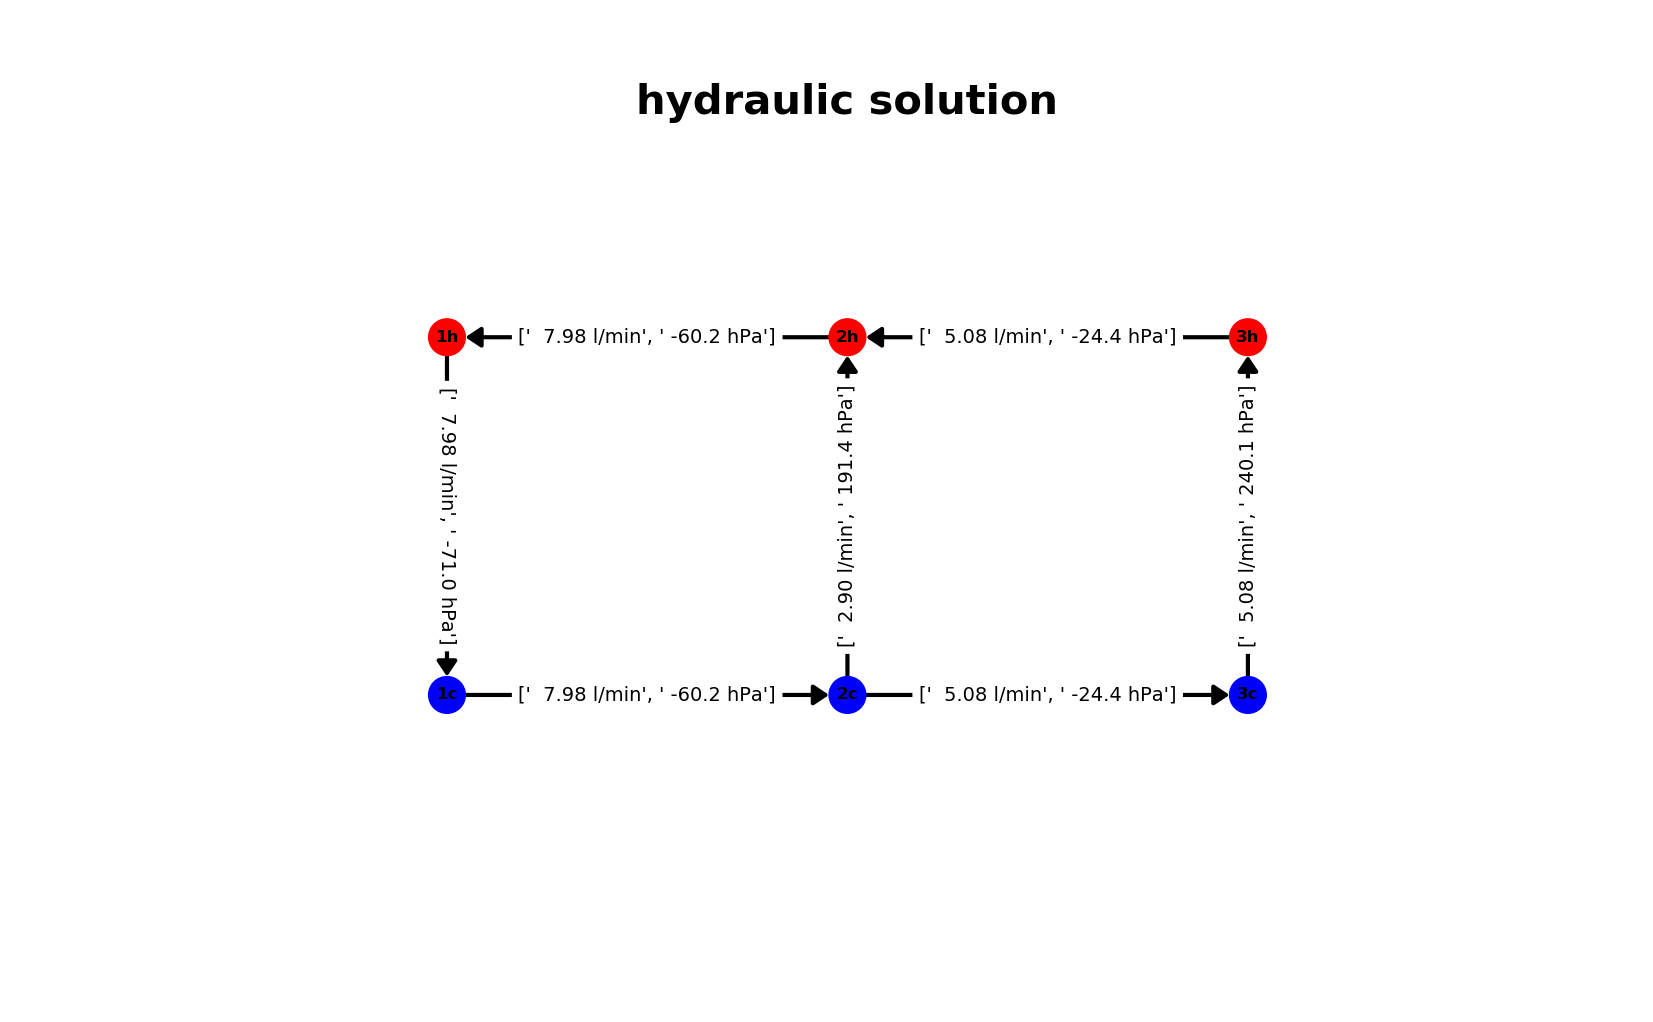 hydraulic solution
1h
['  7.98 l/min', ' -60.2 hPa']
2h
['  5.08 l/min', ' -24.4 hPa']
3h
['  7.98 l/min', ' -71.0 hPa']
['  2.90 l/min', ' 191.4 hPa']
['  5.08 l/min', ' 240.1 hPa']
1c
['  7.98 l/min', ' -60.2 hPa']
2c
['  5.08 l/min', ' -24.4 hPa']
3c